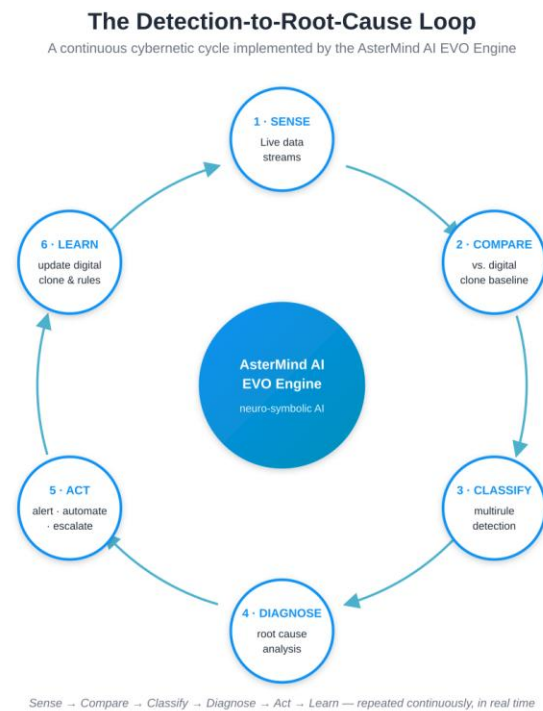 The Detection-to-Root-Cause Loop
A continuous cybernetic cycle implemented by the AsterMind AI EVO Engine
1 · SENSE
Live data
streams
2 · COMPARE
vs. digital
clone baseline
3 · CLASSIFY
multirule
detection
4 · DIAGNOSE
root cause
analysis
5 · ACT
alert · automate
· escalate
6 · LEARN
update digital
clone & rules
AsterMind AI
EVO Engine
neuro-symbolic AI
Sense → Compare → Classify → Diagnose → Act → Learn — repeated continuously, in real time